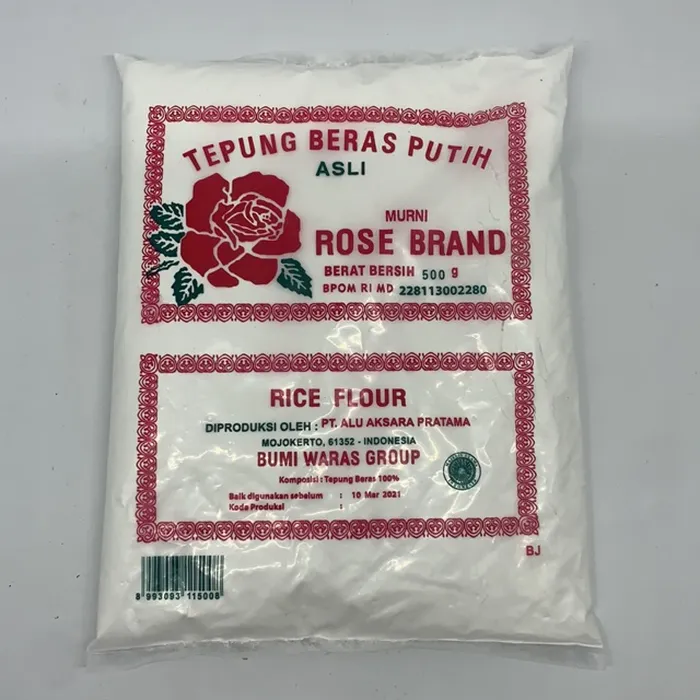 TEPUNG BERAS PUTIH
ASLI
MURNI
ROSE BRAND
BERAT BERSIH 500 g
BPOM RI MD 228113002280
RICE FLOUR
DIPRODUKSI OLEH : PT. ALU AKSARA PRATAMA
MOJOKERTO, 61352 - INDONESIA
BUMI WARAS GROUP
Komposisi : Tepung Beras 100%
Baik digunakan sebelum : 10 Mar 2021
Kode Produksi :
BJ
8 993093 115008